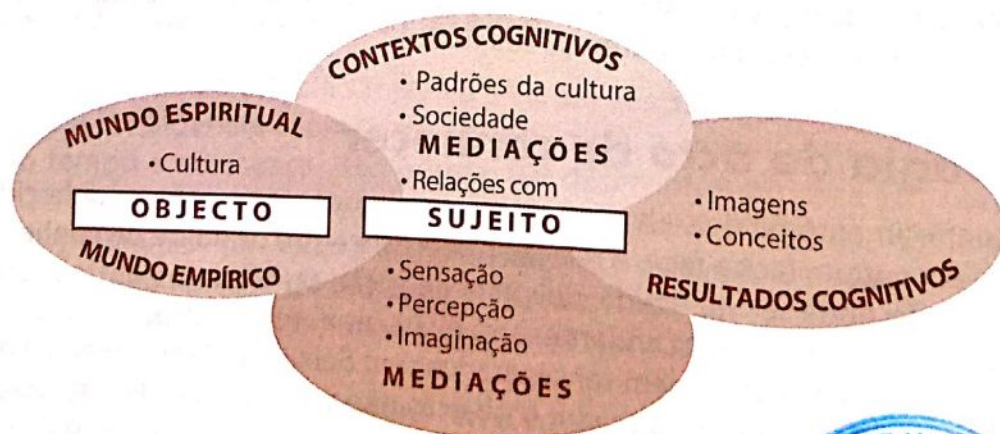 CONTEXTOS COGNITIVOS
• Padrões da cultura
• Sociedade
MEDIAÇÕES
• Relações com
MUNDO ESPIRITUAL
• Cultura
OBJECTO
MUNDO EMPÍRICO
SUJEITO
• Sensação
• Percepção
• Imaginação
MEDIAÇÕES
• Imagens
• Conceitos
RESULTADOS COGNITIVOS